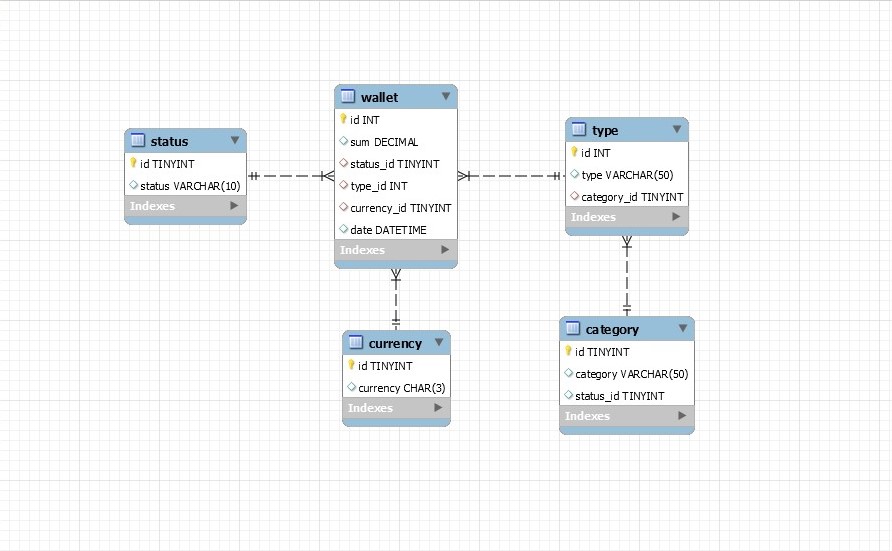 status
id TINYINT
status VARCHAR(10)
Indexes
wallet
id INT
sum DECIMAL
status_id TINYINT
type_id INT
currency_id TINYINT
date DATETIME
Indexes
type
id INT
type VARCHAR(50)
category_id TINYINT
Indexes
currency
id TINYINT
currency CHAR(3)
Indexes
category
id TINYINT
category VARCHAR(50)
status_id TINYINT
Indexes